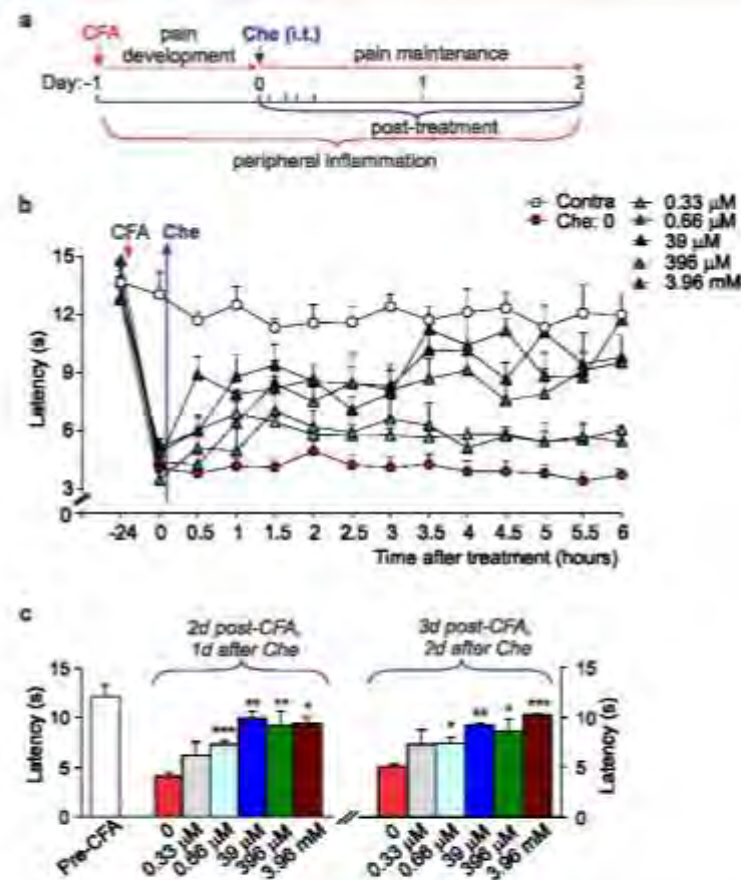 a
CFA pain development Che (i.t.) pain maintenance
Day: -1 0 1 2
post-treatment
peripheral inflammation
b
Contra
Che: 0
0.33 μM
0.66 μM
39 μM
396 μM
3.96 mM
CFA Che
15
12
9
6
3
0
Latency (s)
-24 0 0.5 1 1.5 2 2.5 3 3.5 4 4.5 5 5.5 6
Time after treatment (hours)
c
2d post-CFA,
1d after Che
3d post-CFA,
2d after Che
15
10
5
0
Latency (s)
*** ** ** *
* ** * ***
15
10
5
0
Latency (s)
Pre-CFA
0
0.33 μM
0.66 μM
39 μM
396 μM
3.96 mM
0
0.33 μM
0.66 μM
39 μM
396 μM
3.96 mM